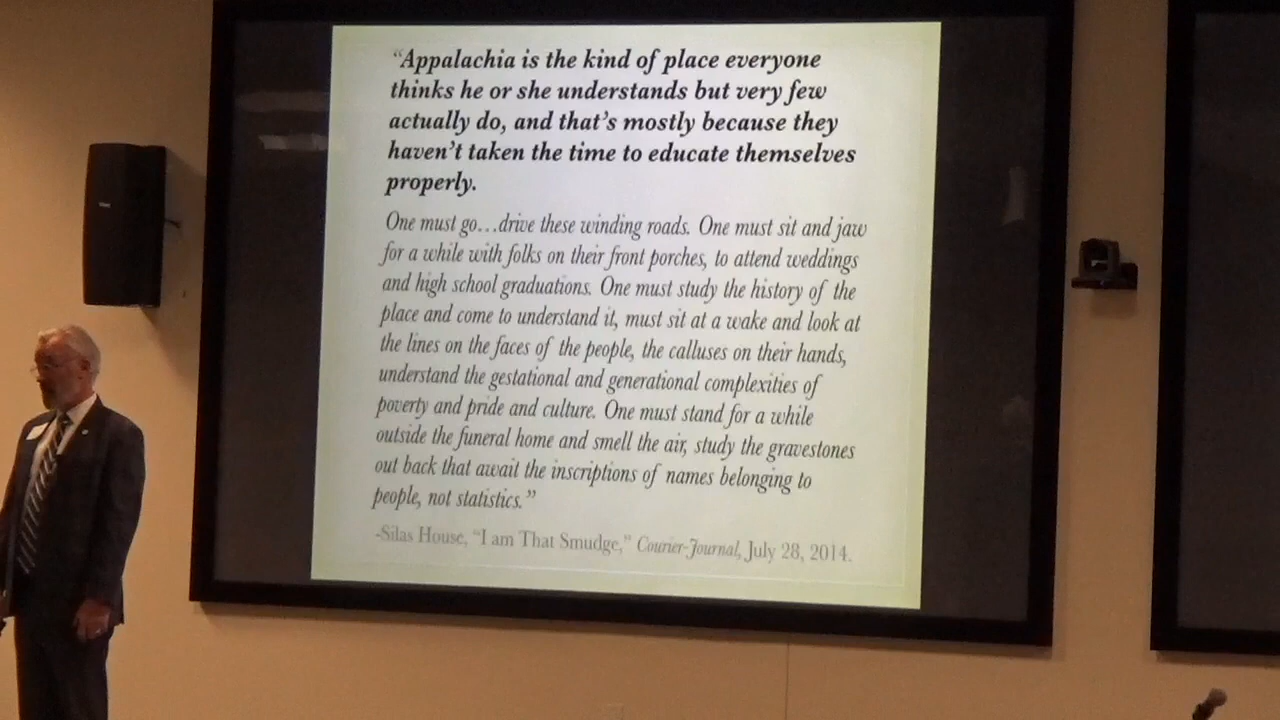 “Appalachia is the kind of place everyone
thinks he or she understands but very few
actually do, and that’s mostly because they
haven’t taken the time to educate themselves
properly.
One must go…drive these winding roads. One must sit and jaw
for a while with folks on their front porches, to attend weddings
and high school graduations. One must study the history of the
place and come to understand it, must sit at a wake and look at
the lines on the faces of the people, the calluses on their hands,
understand the gestational and generational complexities of
poverty and pride and culture. One must stand for a while
outside the funeral home and smell the air, study the gravestones
out back that await the inscriptions of names belonging to
people, not statistics.”
-Silas House, “I am That Smudge,” Courier-Journal, July 28, 2014.